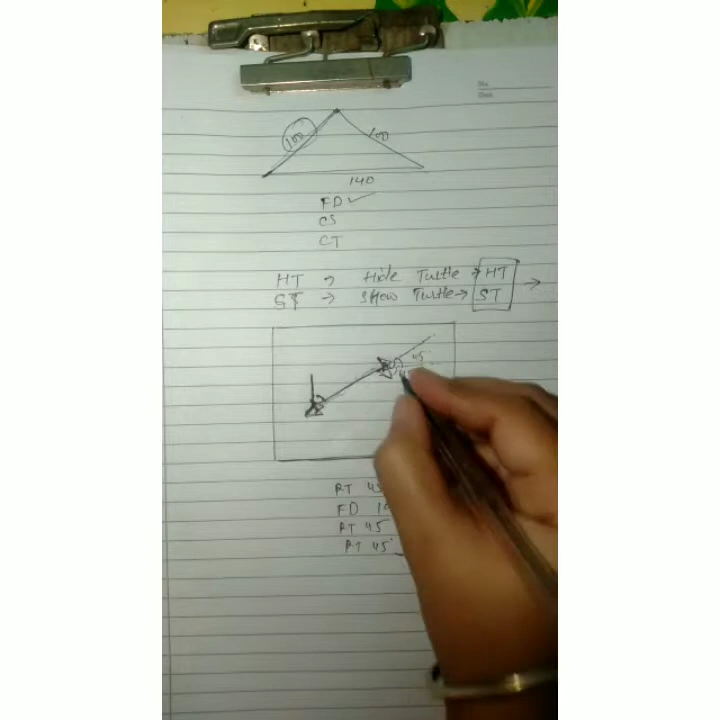 100 100
140
FD ✓
CS
CT
HT → Hide Turtle → HT →
ST → Show Turtle → ST
45
RT 45
FD 10
RT 45
RT 45